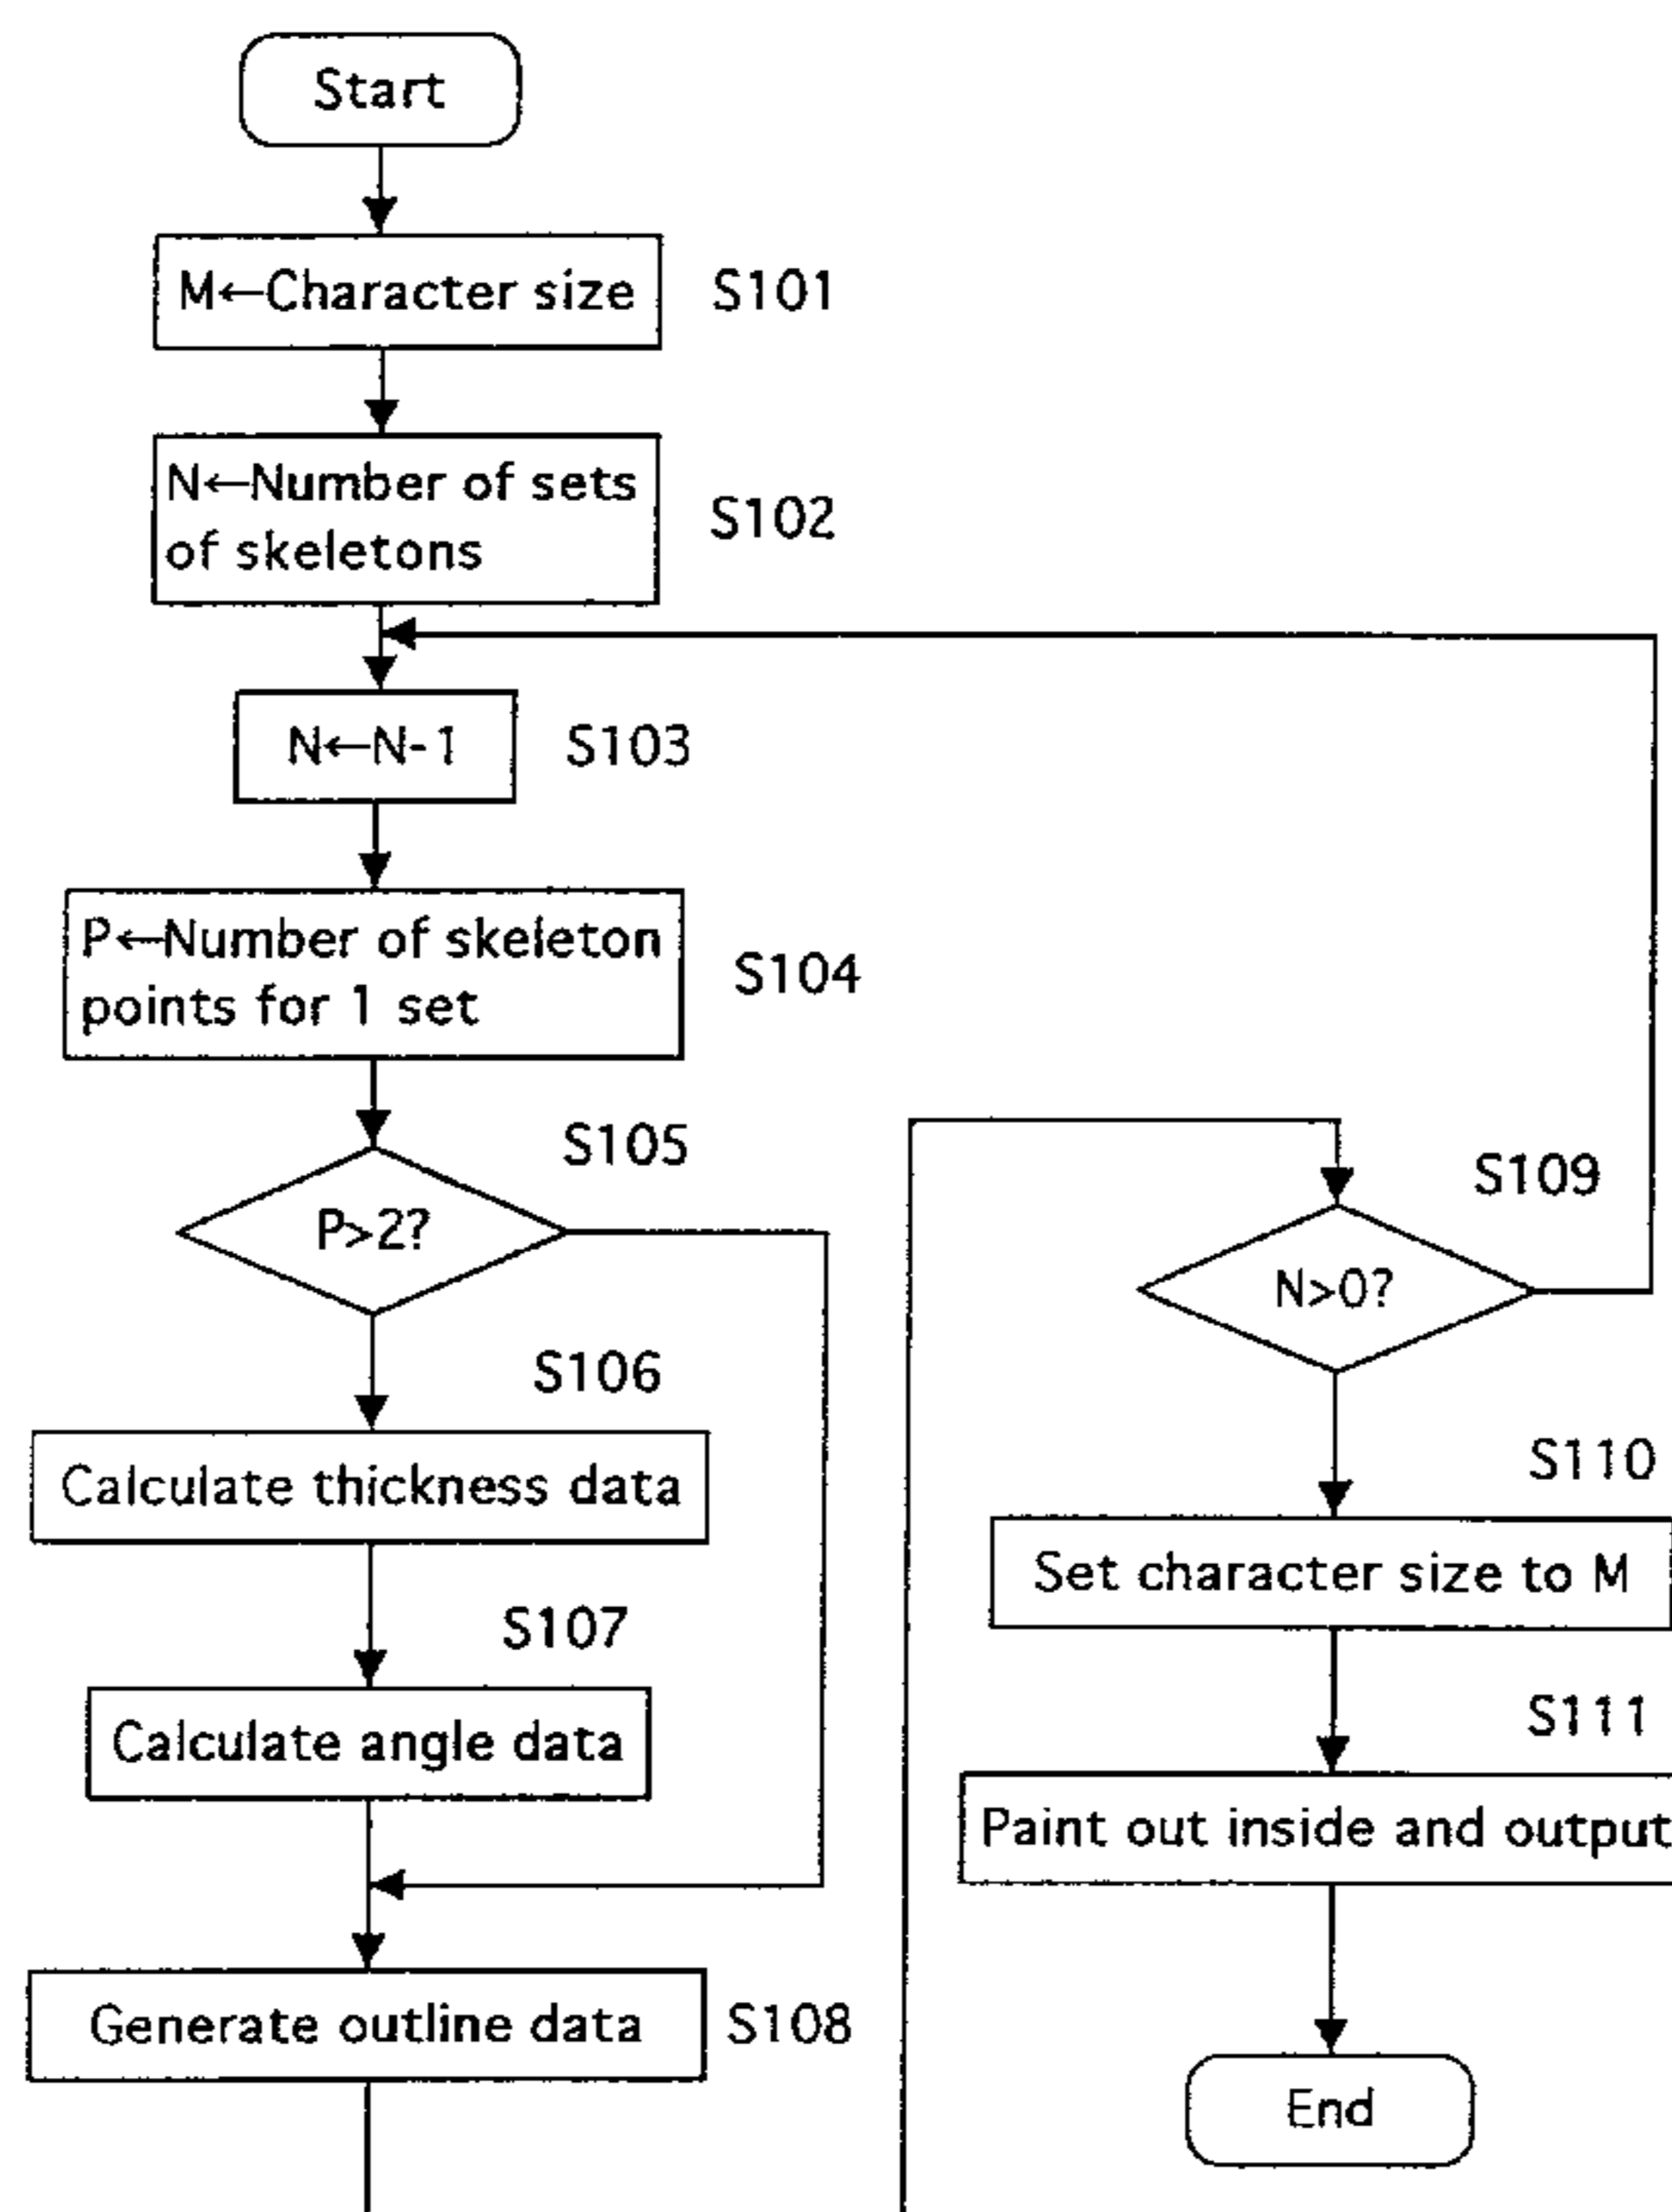 Start
M←Character size
S101
N←Number of sets
of skeletons
S102
N←N-1
S103
P←Number of skeleton
points for 1 set
S104
S105
P>2?
S106
Calculate thickness data
S107
Calculate angle data
Generate outline data
S108
S109
N>0?
S110
Set character size to M
S111
Paint out inside and output
End